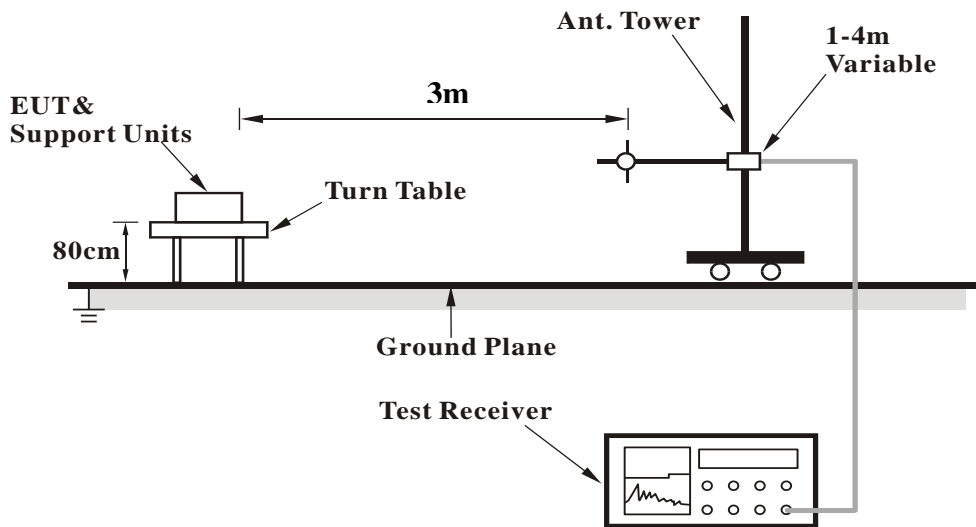 Ant. Tower
1-4m
Variable
3m
EUT&
Support Units
Turn Table
80cm
Ground Plane
Test Receiver